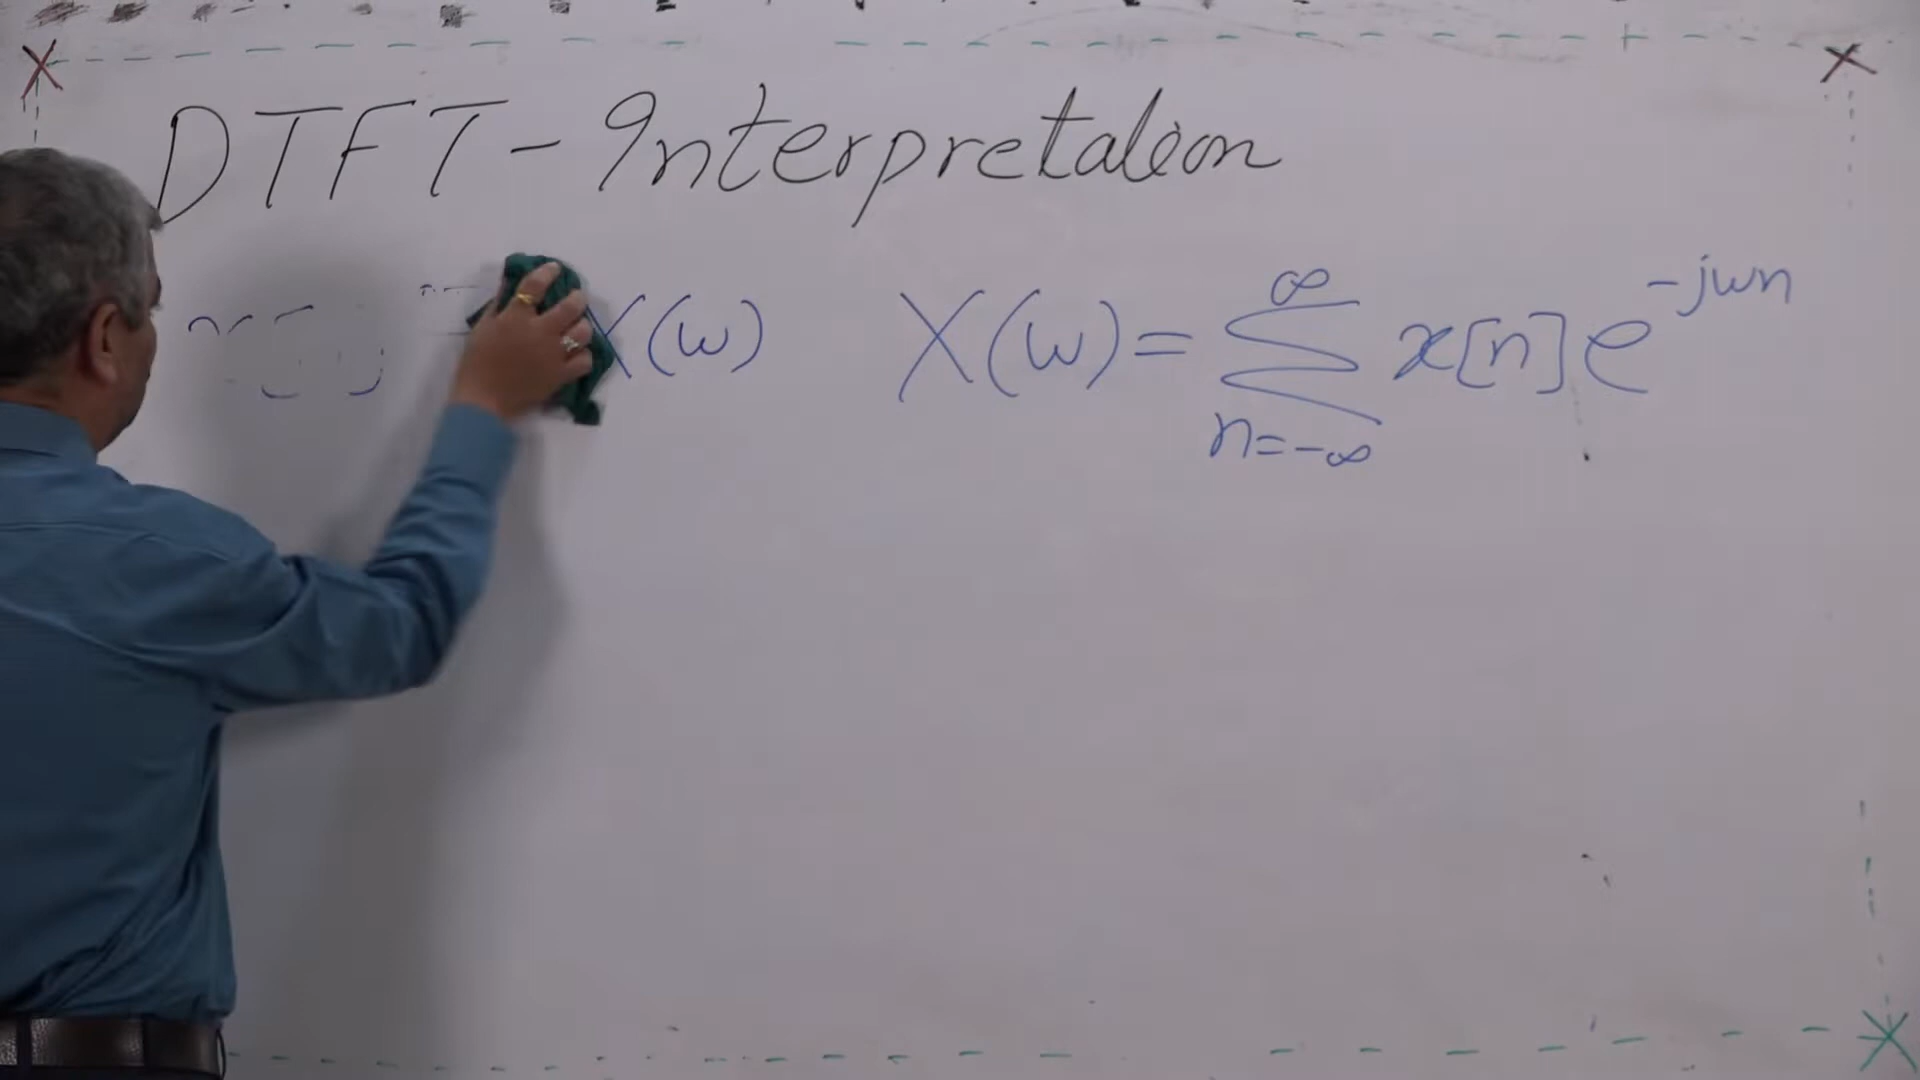 DTFT - Interpretation
X(ω) X(ω) = ∑_{n=-∞}^{∞} x[n] e^{-jωn}